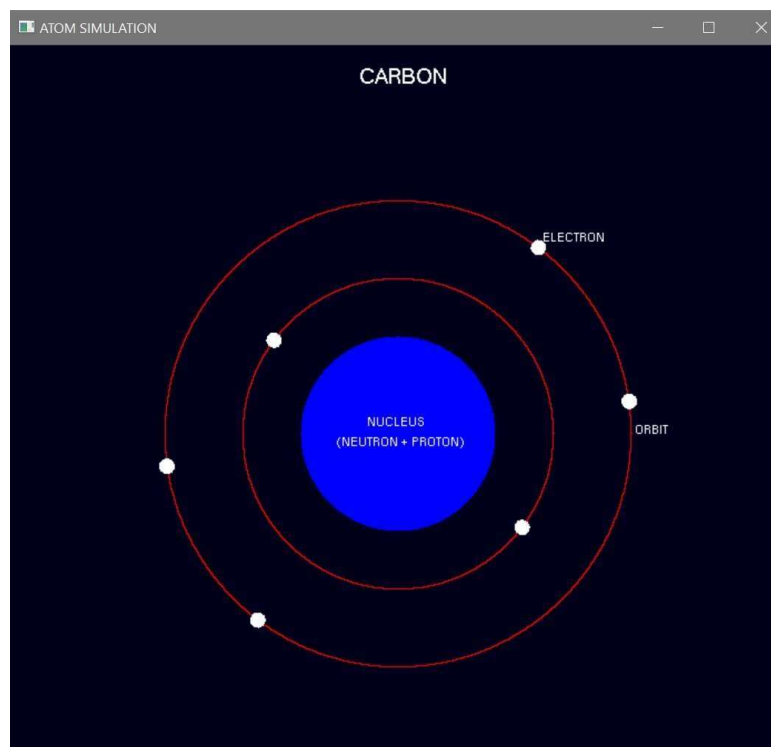 ATOM SIMULATION
CARBON
ELECTRON
NUCLEUS
(NEUTRON + PROTON)
ORBIT